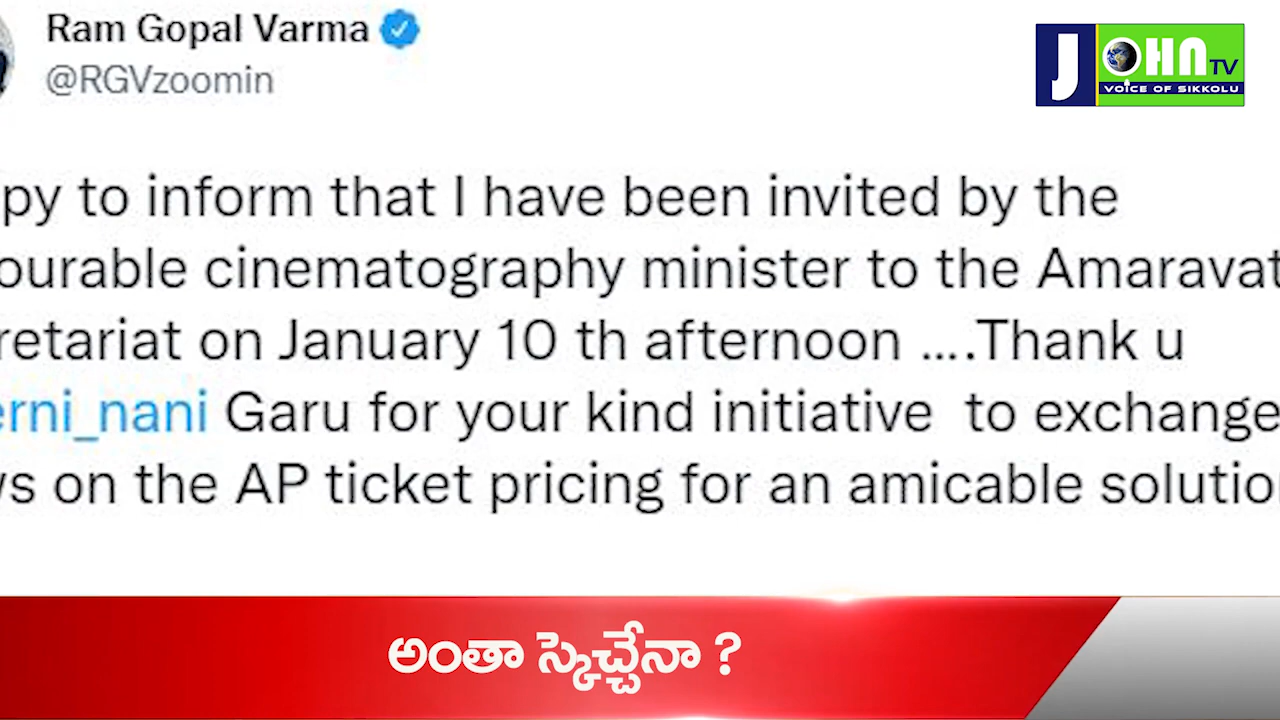 Ram Gopal Varma
@RGVzoomin
JOHN TV
VOICE OF SIKKOLU
py to inform that I have been invited by the
ourable cinematography minister to the Amaravat
retariat on January 10 th afternoon ....Thank u
erni_nani Garu for your kind initiative to exchange
ws on the AP ticket pricing for an amicable solution
అంతా స్కెచ్చేనా ?